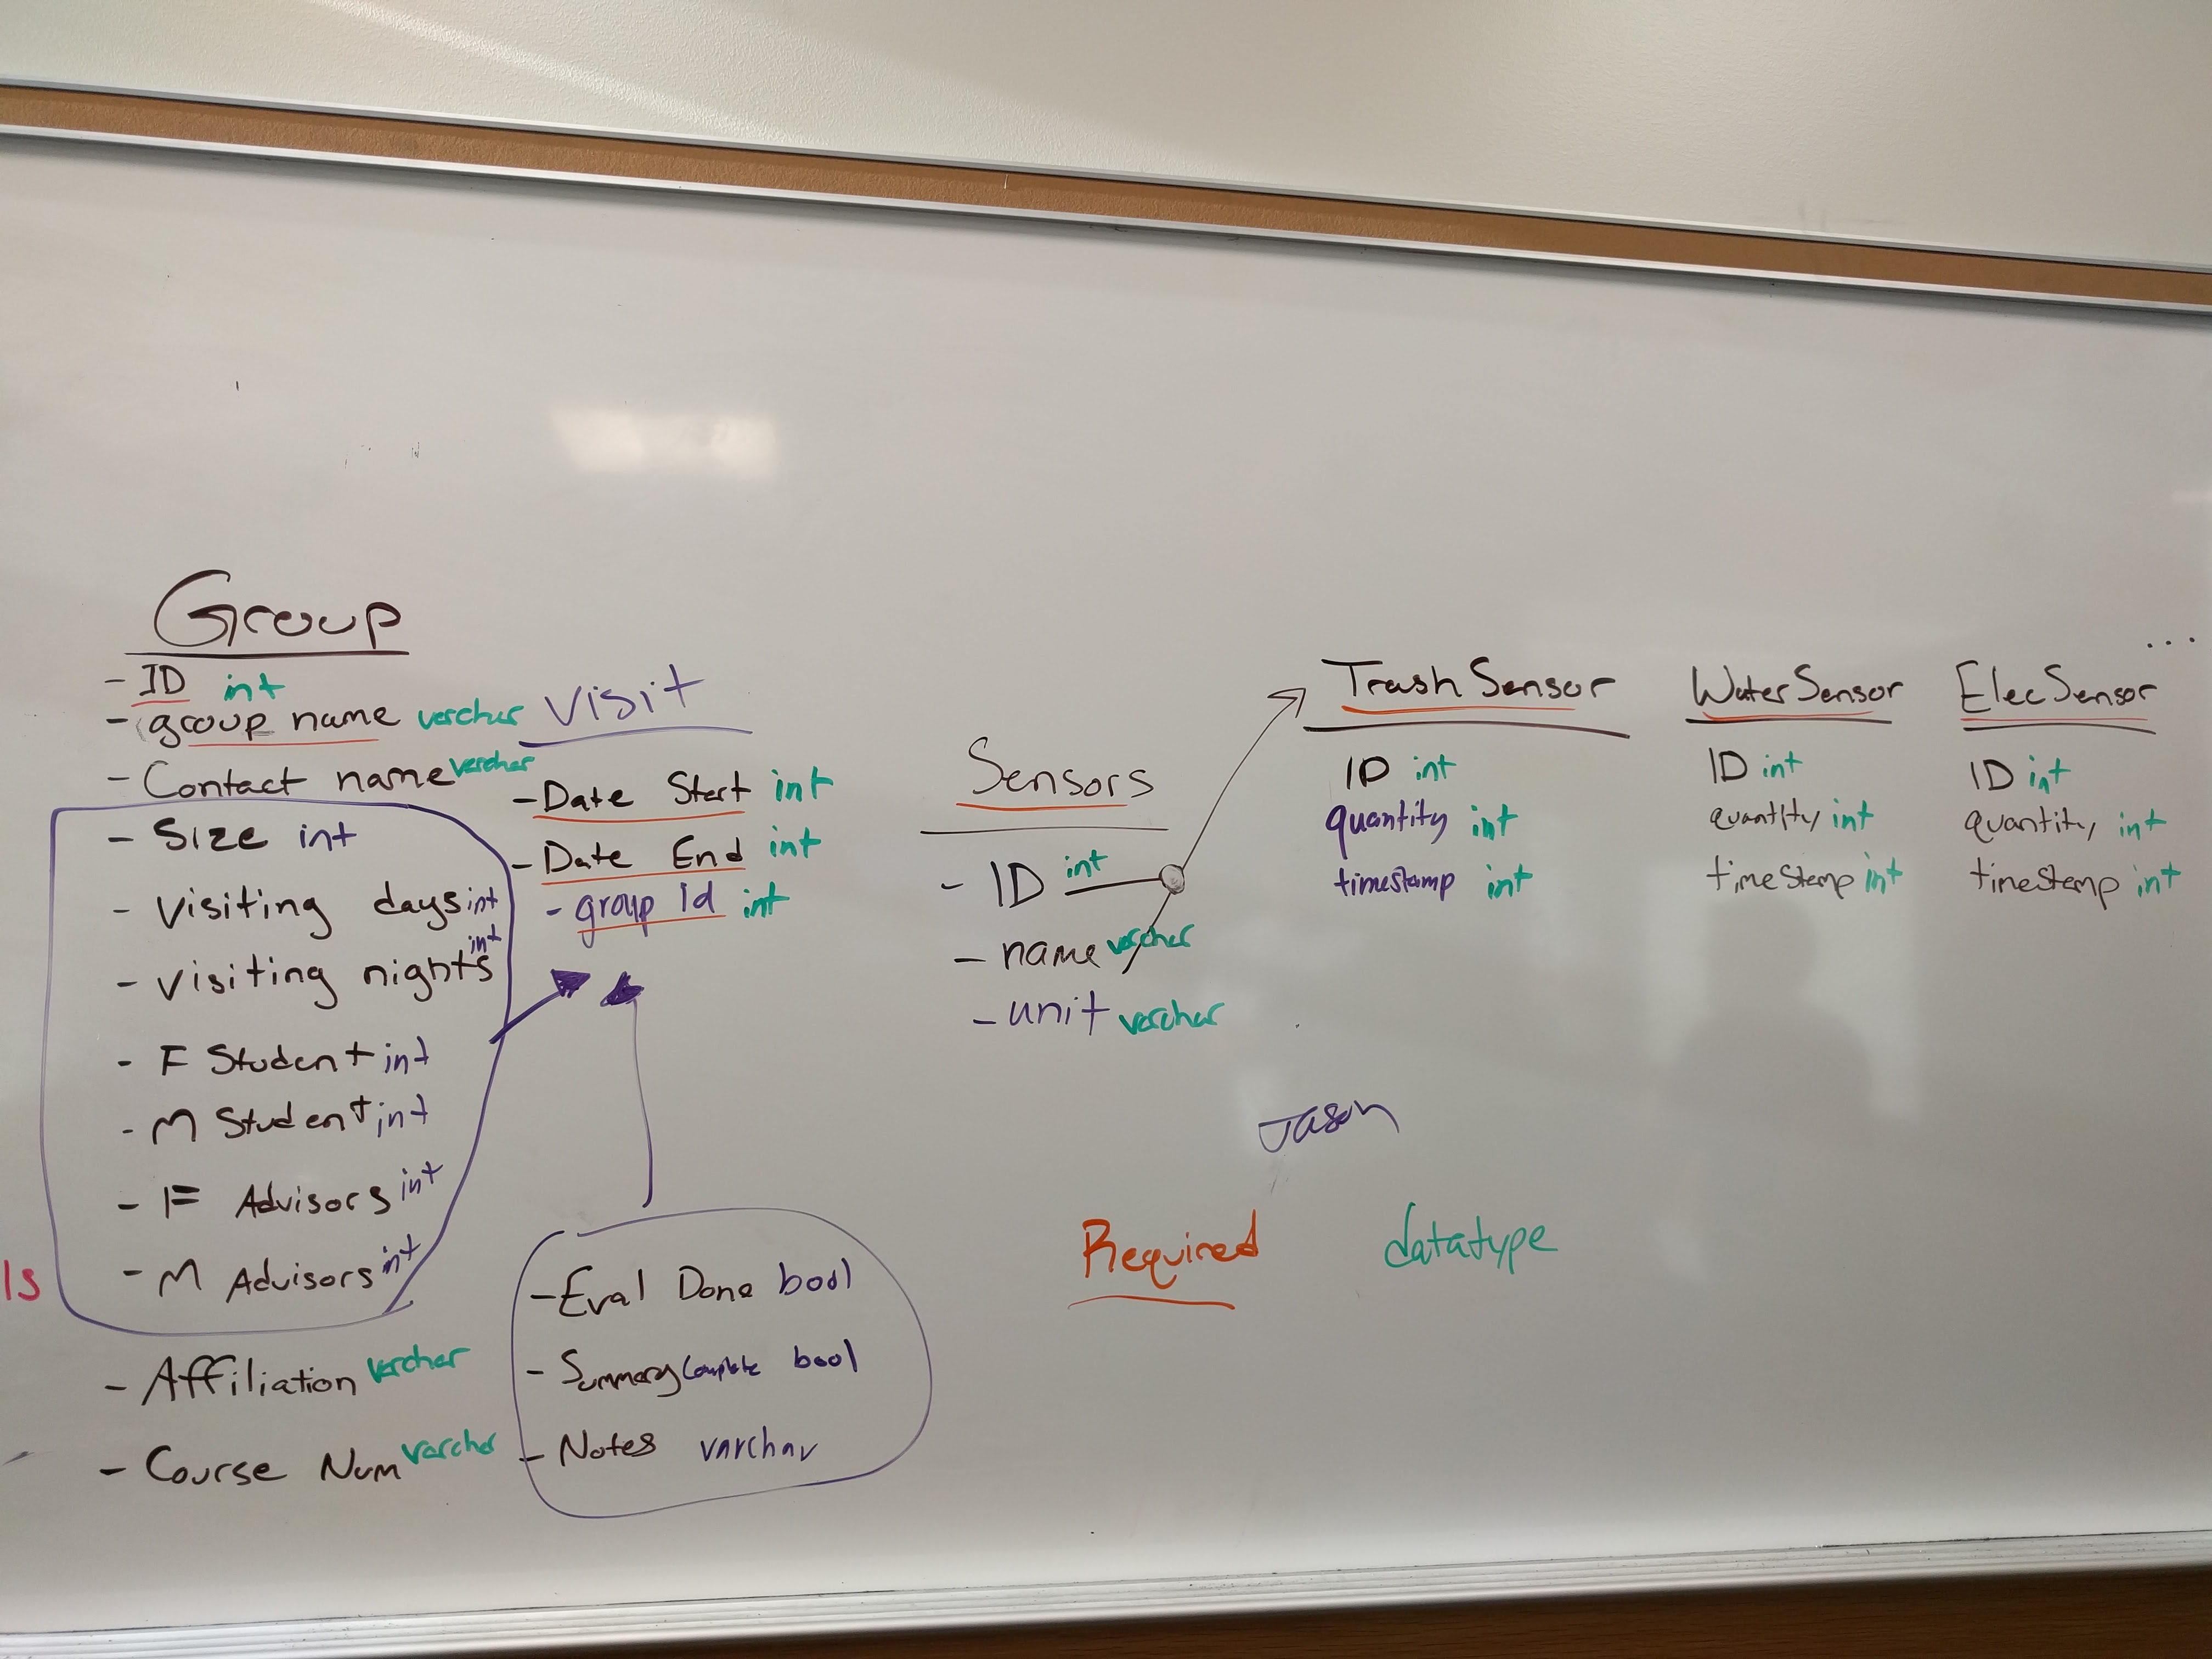 Group
- ID int
- group name varchar
- Contact name varchar
- Size int
- Visiting days int
- visiting nights int
- F Student int
- M Student int
- F Advisors int
- M Advisors int
ls
- Affiliation varchar
- Course Num varchar
Visit
- Date Start int
- Date End int
- group Id int
- Eval Done bool
- Summary Complete bool
- Notes varchar
Sensors
- ID int
- name varchar
- unit varchar
Trash Sensor
ID int
quantity int
timestamp int
Water Sensor
ID int
quantity int
timeStamp int
Elec Sensor
ID int
quantity int
timeStamp int
...
Jason
Required
datatype